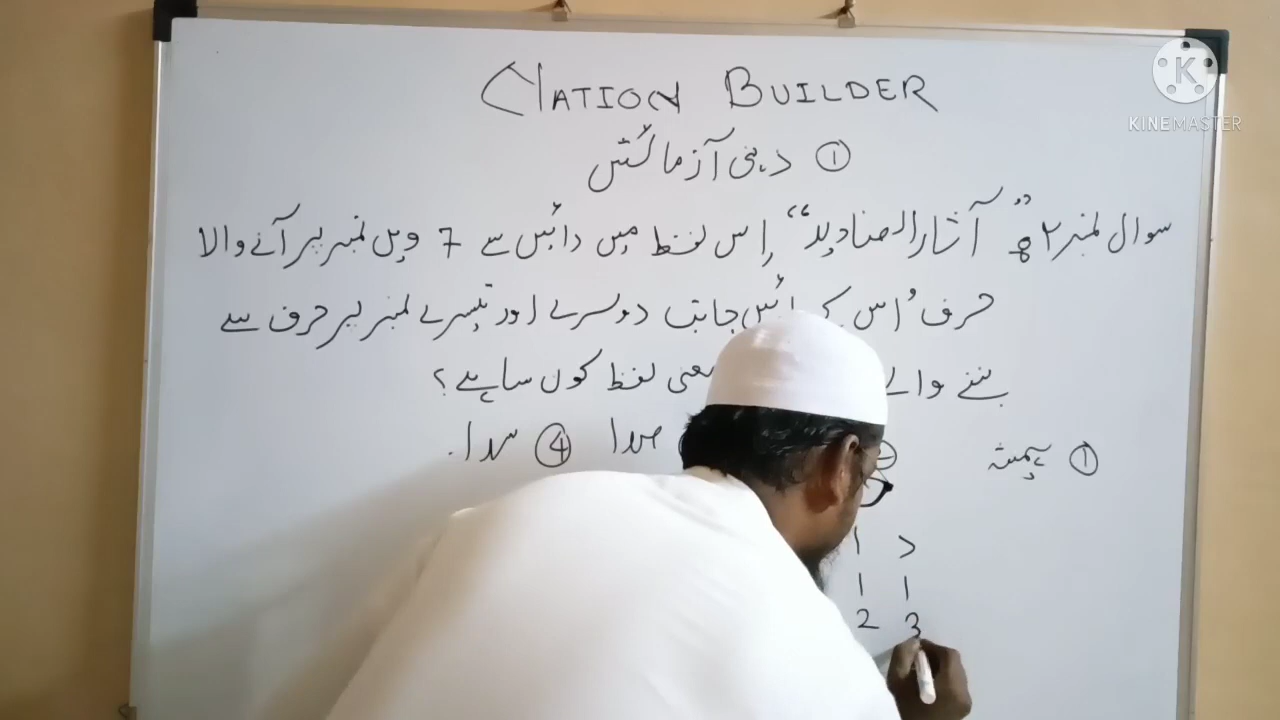 NATION BUILDER
① ذہنی آزمائش
سوال نمبر ۲ :- "آثار الصنادید" اِس لفظ میں دائیں سے 7 ویں نمبر پر آنے والا
حرف اُس کے بائیں جانب دوسرے اور تیسرے نمبر پر حرف سے
بننے والے معنی لفظ کون سا ہے ؟
① ہمیشہ صدا ④ سدا.
ا د
2 3
K
KINEMASTER